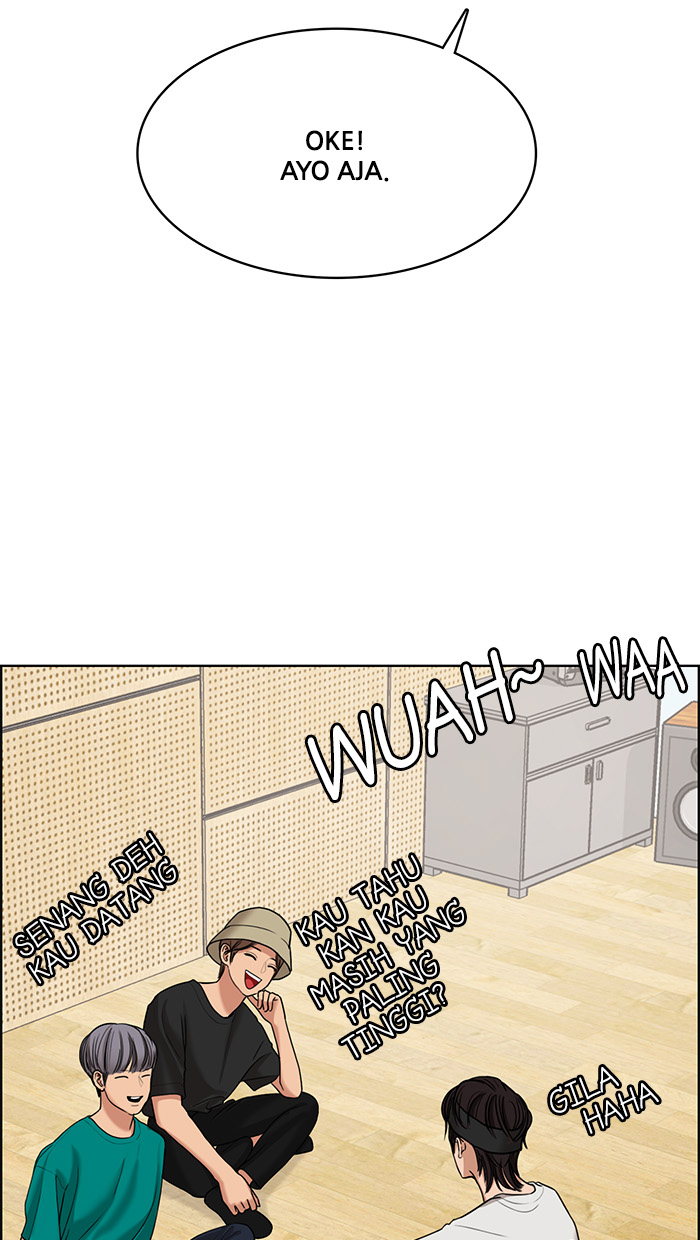 OKE!
AYO AJA.
WUAH~
WAA
SENANG DEH
KAU DATANG
KAU TAHU
KAN KAU
MASIH YANG
PALING
TINGGI?
GILA
HAHA